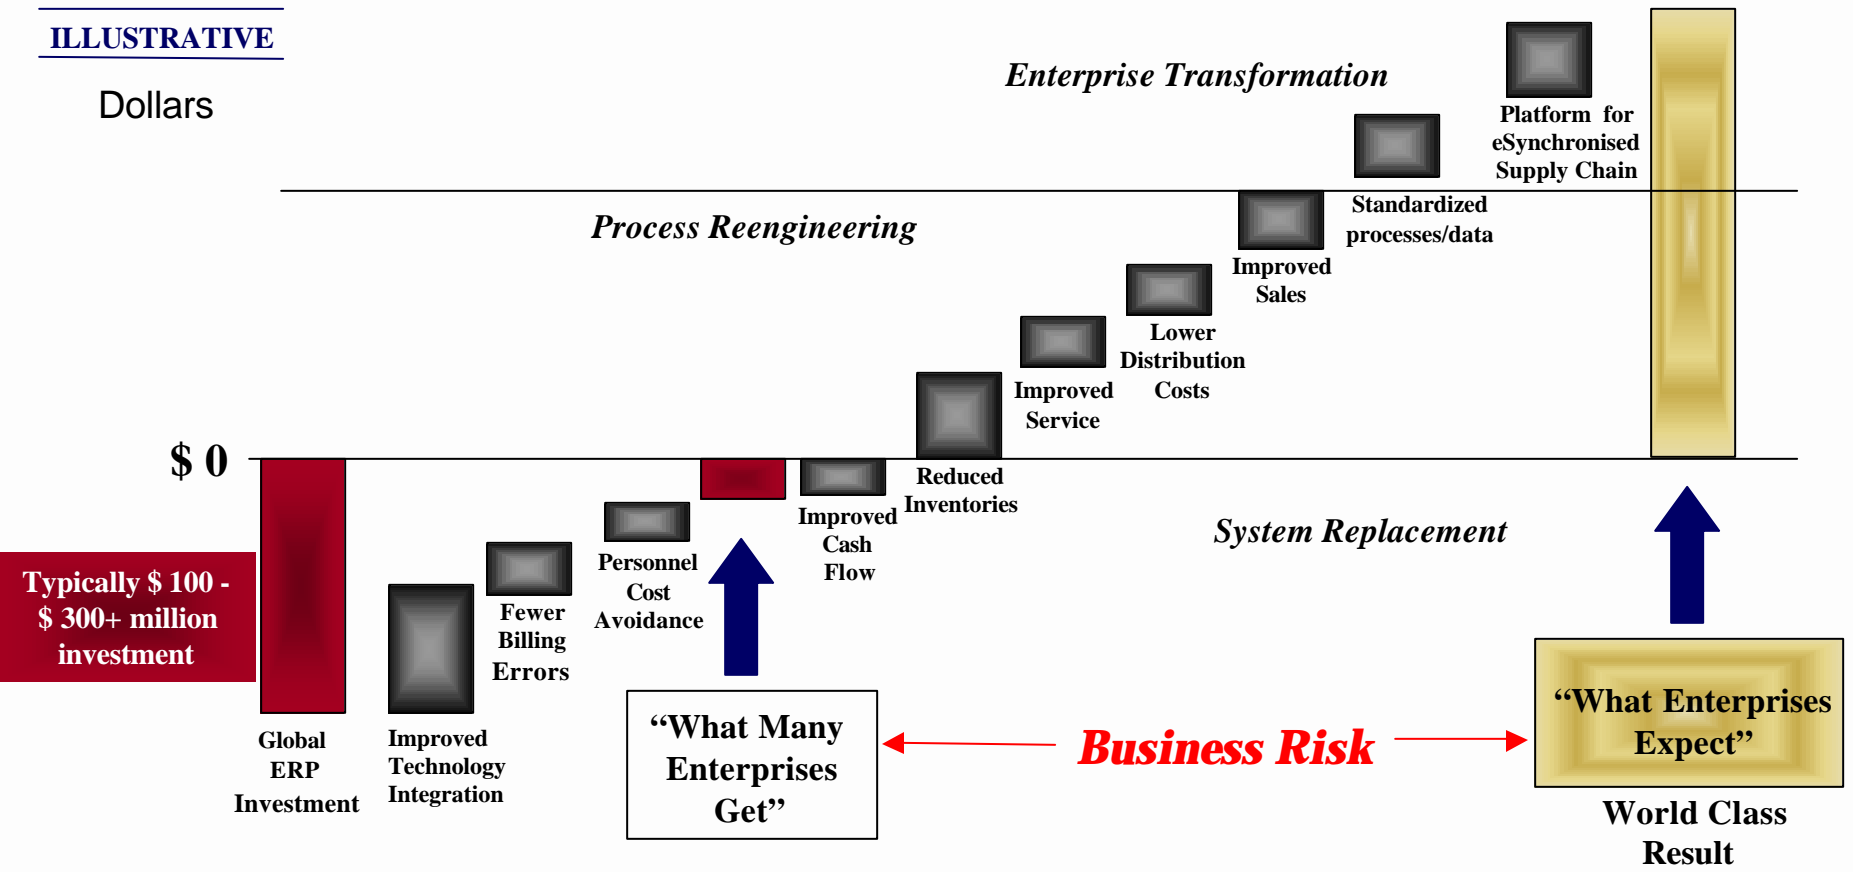 ILLUSTRATIVE
Dollars
Enterprise Transformation
Platform for
eSynchronised
Supply Chain
Standardized
processes/data
Process Reengineering
Improved
Sales
Lower
Distribution
Costs
Improved
Service
$ 0
Reduced
Inventories
Improved
Cash
Flow
System Replacement
Personnel
Cost
Avoidance
Fewer
Billing
Errors
Typically $ 100 -
$ 300+ million
investment
Global
ERP
Investment
Improved
Technology
Integration
“What Many
Enterprises
Get”
Business Risk
“What Enterprises
Expect”
World Class
Result